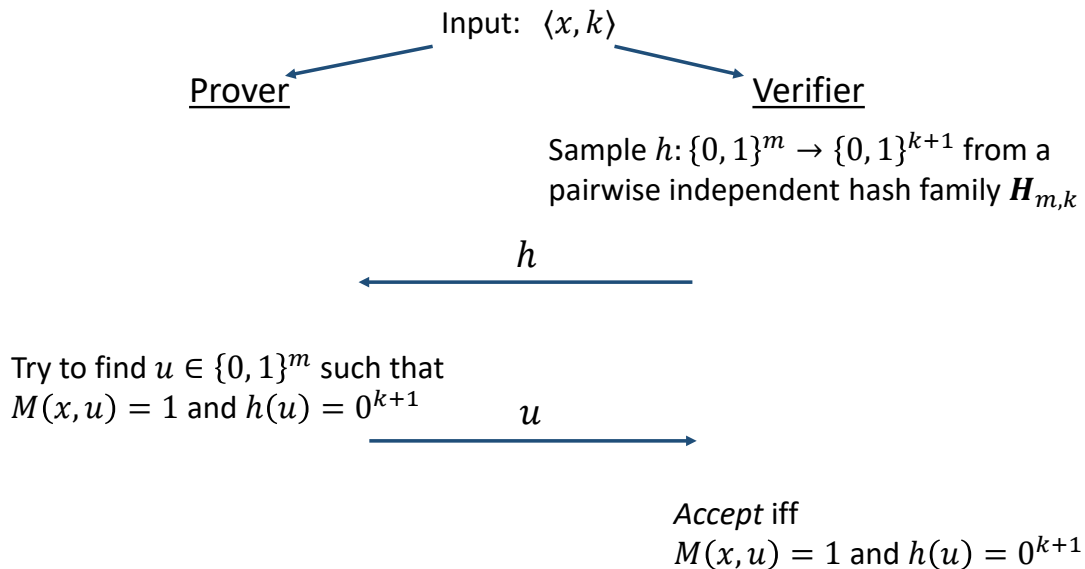 Input: ⟨x, k⟩
Prover
Verifier
Sample h: {0, 1}^m → {0, 1}^{k+1} from a
pairwise independent hash family H_{m,k}
h
Try to find u ∈ {0, 1}^m such that
M(x, u) = 1 and h(u) = 0^{k+1}
u
Accept iff
M(x, u) = 1 and h(u) = 0^{k+1}